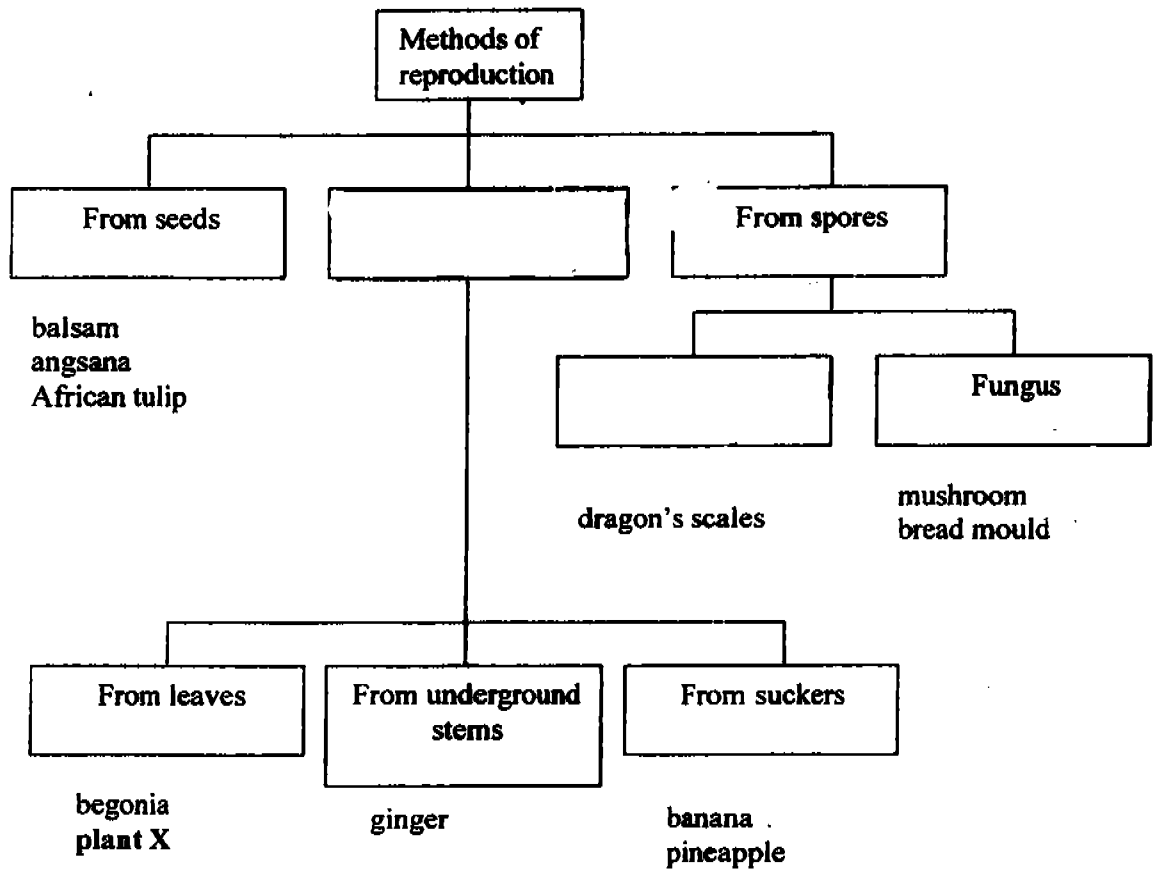 Methods of
reproduction
From seeds
From spores
balsam
angsana
African tulip
Fungus
dragon's scales
mushroom
bread mould
From leaves
From underground
stems
From suckers
begonia
plant X
ginger
banana
pineapple